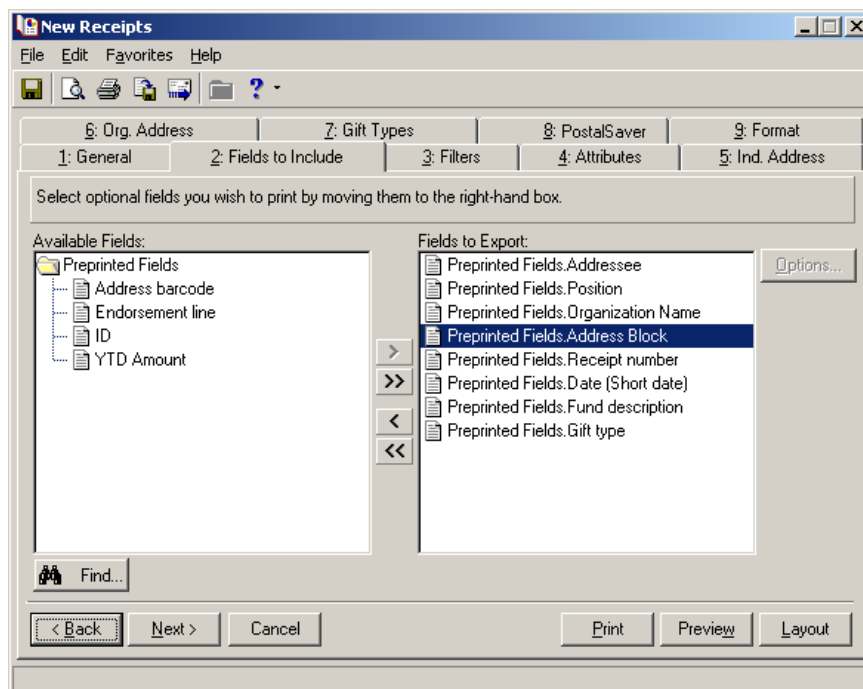 New Receipts
File Edit Favorites Help
?
6: Org. Address 7: Gift Types 8: PostalSaver 9: Format
1: General 2: Fields to Include 3: Filters 4: Attributes 5: Ind. Address
Select optional fields you wish to print by moving them to the right-hand box.
Available Fields: Fields to Export:
Preprinted Fields Preprinted Fields.Addressee Options...
Address barcode Preprinted Fields.Position
Endorsement line Preprinted Fields.Organization Name
ID Preprinted Fields.Address Block
YTD Amount Preprinted Fields.Receipt number
Preprinted Fields.Date (Short date)
Preprinted Fields.Fund description
Preprinted Fields.Gift type
>
>>
<
<<
Find...
< Back Next > Cancel Print Preview Layout